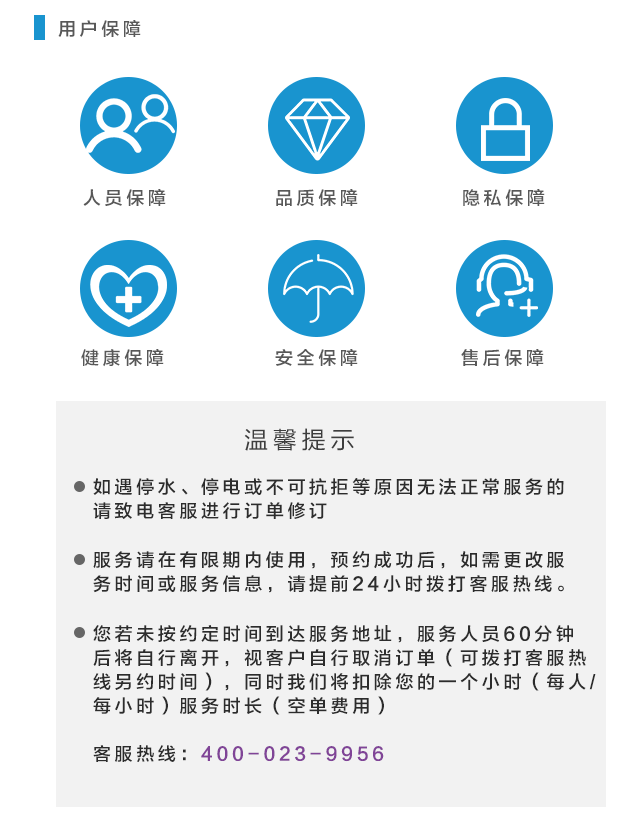 用户保障
人员保障
品质保障
隐私保障
健康保障
安全保障
售后保障
温馨提示
如遇停水、停电或不可抗拒等原因无法正常服务的
请致电客服进行订单修订
服务请在有限期内使用，预约成功后，如需更改服
务时间或服务信息，请提前24小时拨打客服热线。
您若未按约定时间到达服务地址，服务人员60分钟
后将自行离开，视客户自行取消订单（可拨打客服热
线另约时间），同时我们将扣除您的一个小时（每人/
每小时）服务时长（空单费用）
客服热线：400-023-9956